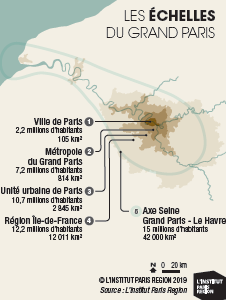 LES ÉCHELLES
DU GRAND PARIS
Ville de Paris 1
2,2 millions d'habitants
105 km²
Métropole 2
du Grand Paris
7,2 millions d'habitants
814 km²
Unité urbaine de Paris 3
10,7 millions d'habitants
2 845 km²
Région Île-de-France 4
12,2 millions d'habitants
12 011 km²
5 Axe Seine
Grand Paris - Le Havre
15 millions d'habitants
42 000 km²
N 0 20 km
© L'INSTITUT PARIS REGION 2019
Source : L'Institut Paris Region
L'INSTITUT
PARIS
REGION